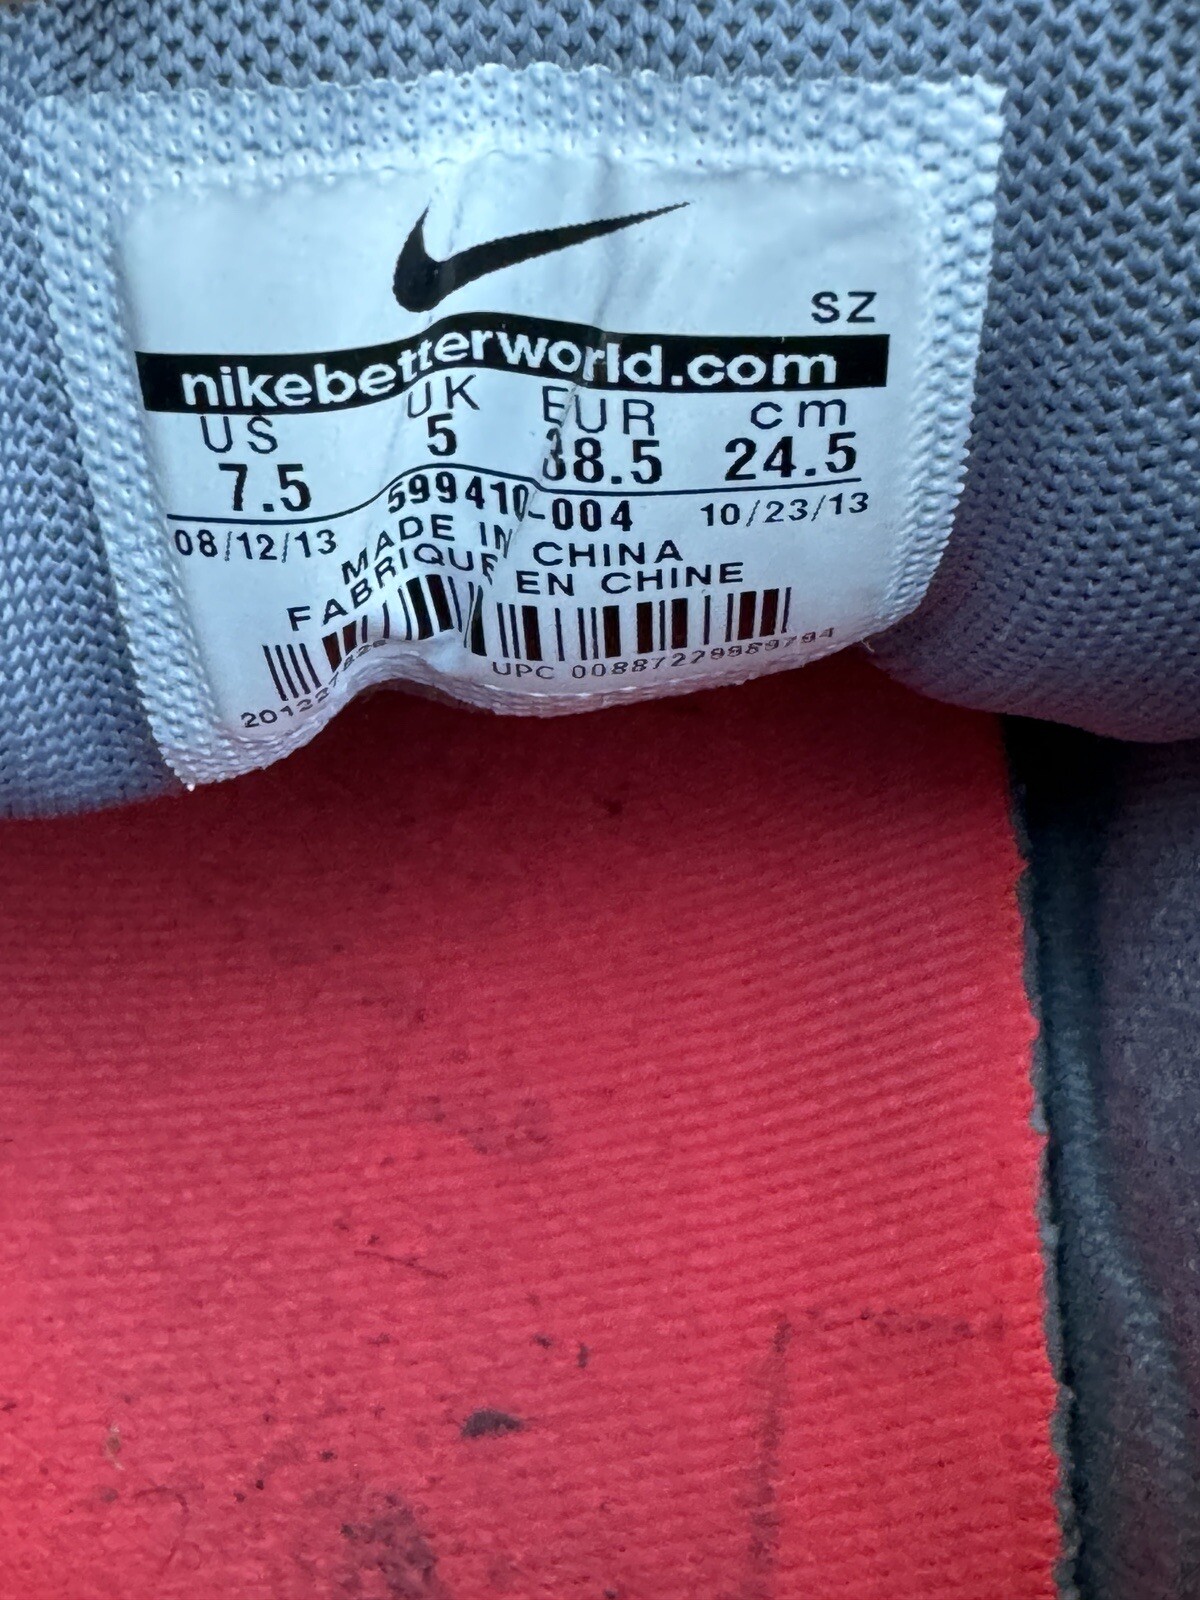 SZ
nikebetterworld.com
US UK EUR cm
7.5 5 38.5 24.5
599410-004
08/12/13 10/23/13
MADE IN CHINA
FABRIQUE EN CHINE
UPC